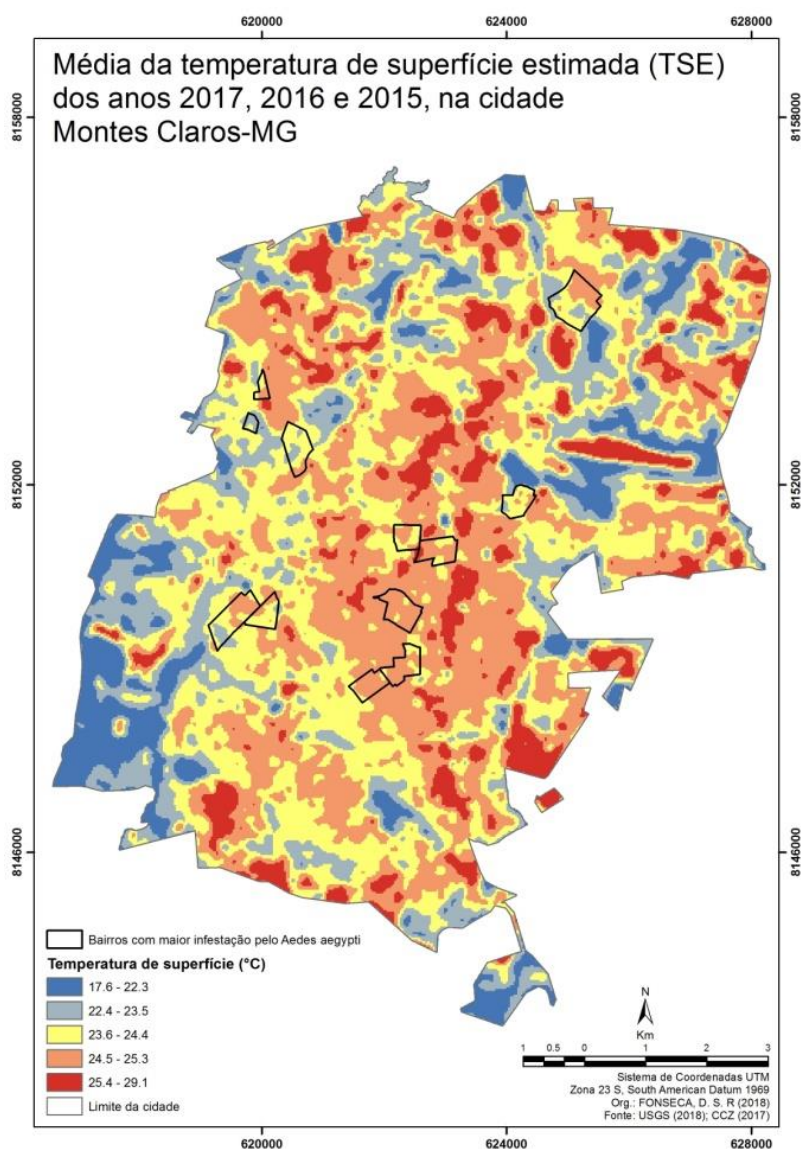 620000
624000
628000
Média da temperatura de superfície estimada (TSE)
dos anos 2017, 2016 e 2015, na cidade
Montes Claros-MG
8158000
8158000
8152000
8152000
8146000
8146000
Bairros com maior infestação pelo Aedes aegypti
Temperatura de superfície (°C)
17.6 - 22.3
22.4 - 23.5
23.6 - 24.4
24.5 - 25.3
25.4 - 29.1
Limite da cidade
N
Km
1 0.5 0 1 2 3
Sistema de Coordenadas UTM
Zona 23 S, South American Datum 1969
Org.: FONSECA, D. S. R (2018)
Fonte: USGS (2018); CCZ (2017)
620000
624000
628000